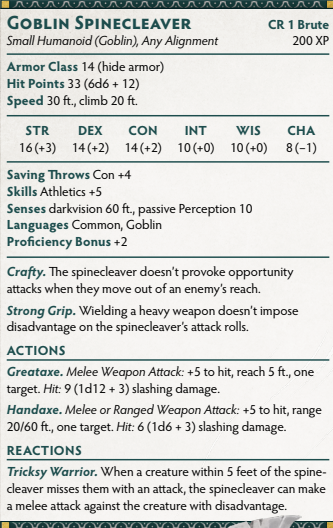 Goblin Spinecleaver CR 1 Brute
Small Humanoid (Goblin), Any Alignment 200 XP
Armor Class 14 (hide armor)
Hit Points 33 (6d6 + 12)
Speed 30 ft., climb 20 ft.
STR DEX CON INT WIS CHA
16 (+3) 14 (+2) 14 (+2) 10 (+0) 10 (+0) 8 (−1)
Saving Throws Con +4
Skills Athletics +5
Senses darkvision 60 ft., passive Perception 10
Languages Common, Goblin
Proficiency Bonus +2
Crafty. The spinecleaver doesn't provoke opportunity
attacks when they move out of an enemy's reach.
Strong Grip. Wielding a heavy weapon doesn't impose
disadvantage on the spinecleaver's attack rolls.
Actions
Greataxe. Melee Weapon Attack: +5 to hit, reach 5 ft., one
target. Hit: 9 (1d12 + 3) slashing damage.
Handaxe. Melee or Ranged Weapon Attack: +5 to hit, range
20/60 ft., one target. Hit: 6 (1d6 + 3) slashing damage.
Reactions
Tricksy Warrior. When a creature within 5 feet of the spine-
cleaver misses them with an attack, the spinecleaver can make
a melee attack against the creature with disadvantage.